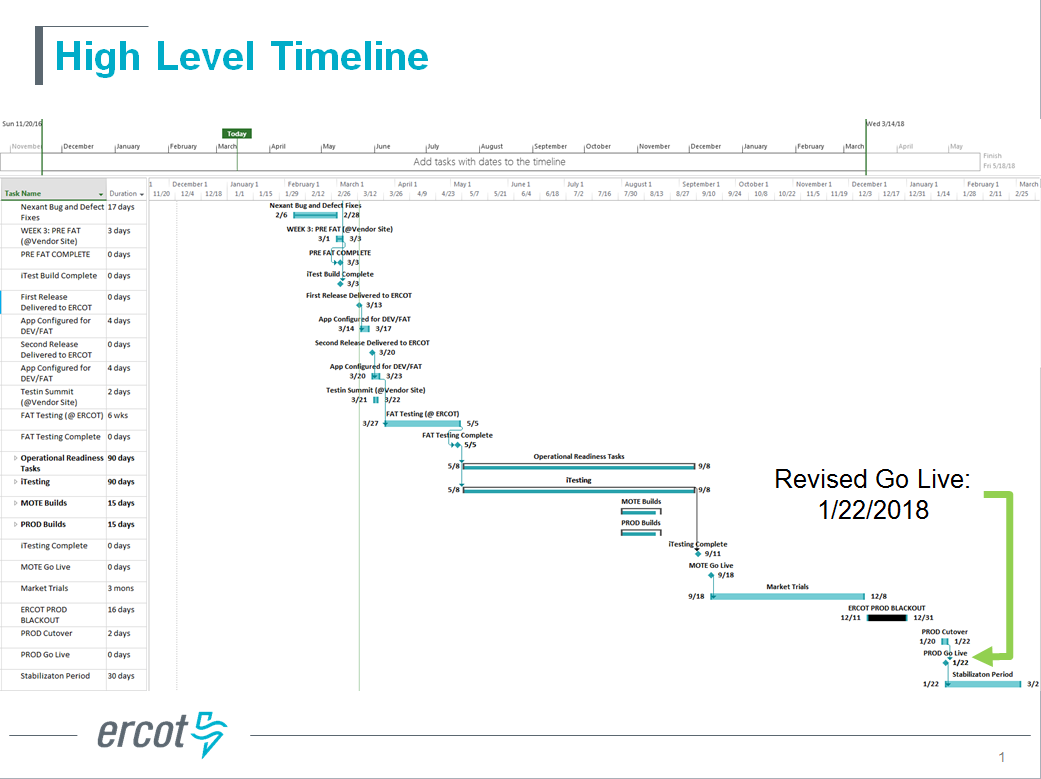 High Level Timeline
Sun 11/20/16
Today
Wed 3/14/18
November December January February March April May June July August September October November December January February March April May
Add tasks with dates to the timeline
Finish
Fri 5/18/18
Task Name Duration
1 December 1 January 1 February 1 March 1 April 1 May 1 June 1 July 1 August 1 September 1 October 1 November 1 December 1 January 1 February 1 March
11/20 12/4 12/18 1/1 1/15 1/29 2/12 2/26 3/12 3/26 4/9 4/23 5/7 5/21 6/4 6/18 7/2 7/16 7/30 8/13 8/27 9/10 9/24 10/8 10/22 11/5 11/19 12/3 12/17 12/31 1/14 1/28 2/11 2/25
Nexant Bug and Defect 17 days
Fixes
Nexant Bug and Defect Fixes
2/6 2/28
WEEK 3: PRE FAT 3 days
(@Vendor Site)
WEEK 3: PRE FAT (@Vendor Site)
3/1 3/3
PRE FAT COMPLETE 0 days
PRE FAT COMPLETE
3/3
iTest Build Complete 0 days
iTest Build Complete
3/3
First Release 0 days
Delivered to ERCOT
First Release Delivered to ERCOT
3/13
App Configured for 4 days
DEV/FAT
App Configured for DEV/FAT
3/14 3/17
Second Release 0 days
Delivered to ERCOT
Second Release Delivered to ERCOT
3/20
App Configured for 4 days
DEV/FAT
App Configured for DEV/FAT
3/20 3/23
Testin Summit 2 days
(@Vendor Site)
Testin Summit (@Vendor Site)
3/21 3/22
FAT Testing (@ ERCOT) 6 wks
FAT Testing (@ ERCOT)
3/27 5/5
FAT Testing Complete 0 days
FAT Testing Complete
5/5
Operational Readiness 90 days
Tasks
Operational Readiness Tasks
5/8 9/8
iTesting 90 days
iTesting
5/8 9/8
MOTE Builds 15 days
MOTE Builds
PROD Builds 15 days
PROD Builds
Revised Go Live:
1/22/2018
iTesting Complete 0 days
iTesting Complete
9/11
MOTE Go Live 0 days
MOTE Go Live
9/18
Market Trials 3 mons
Market Trials
9/18 12/8
ERCOT PROD 16 days
BLACKOUT
ERCOT PROD BLACKOUT
12/11 12/31
PROD Cutover 2 days
PROD Cutover
1/20 1/22
PROD Go Live 0 days
PROD Go Live
1/22
Stabilizaton Period 30 days
Stabilizaton Period
1/22 3/2
ercot
1